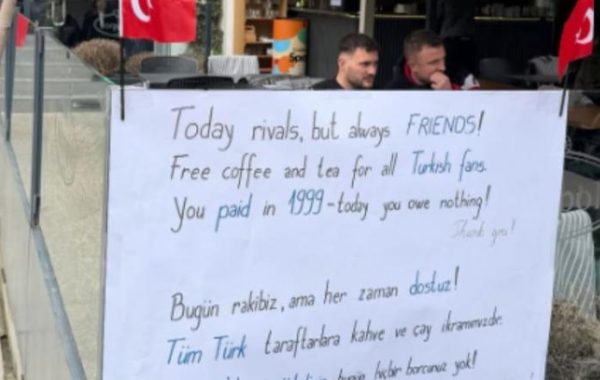 Today rivals, but always FRIENDS!
Free coffee and tea for all Turkish fans.
You paid in 1999-today you owe nothing!
Thank you!
Bugün rakibiz, ama her zaman dostuz!
Tüm Türk taraftarlara kahve ve çay ikramımızdır.
bugün hiçbir borcunuz yok!